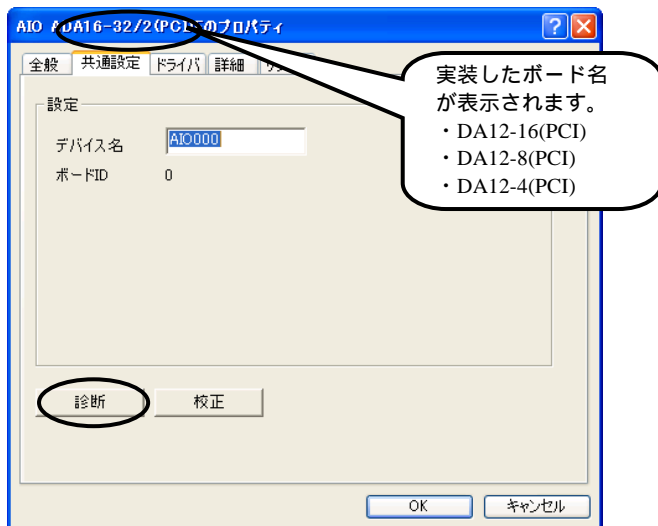 AIO ADA16-32/2(PCI)のプロパティ
全般 共通設定 ドライバ 詳細
実装したボード名
が表示されます。
・DA12-16(PCI)
・DA12-8(PCI)
・DA12-4(PCI)
設定
デバイス名 AIO000
ボードID 0
診断 校正
OK キャンセル